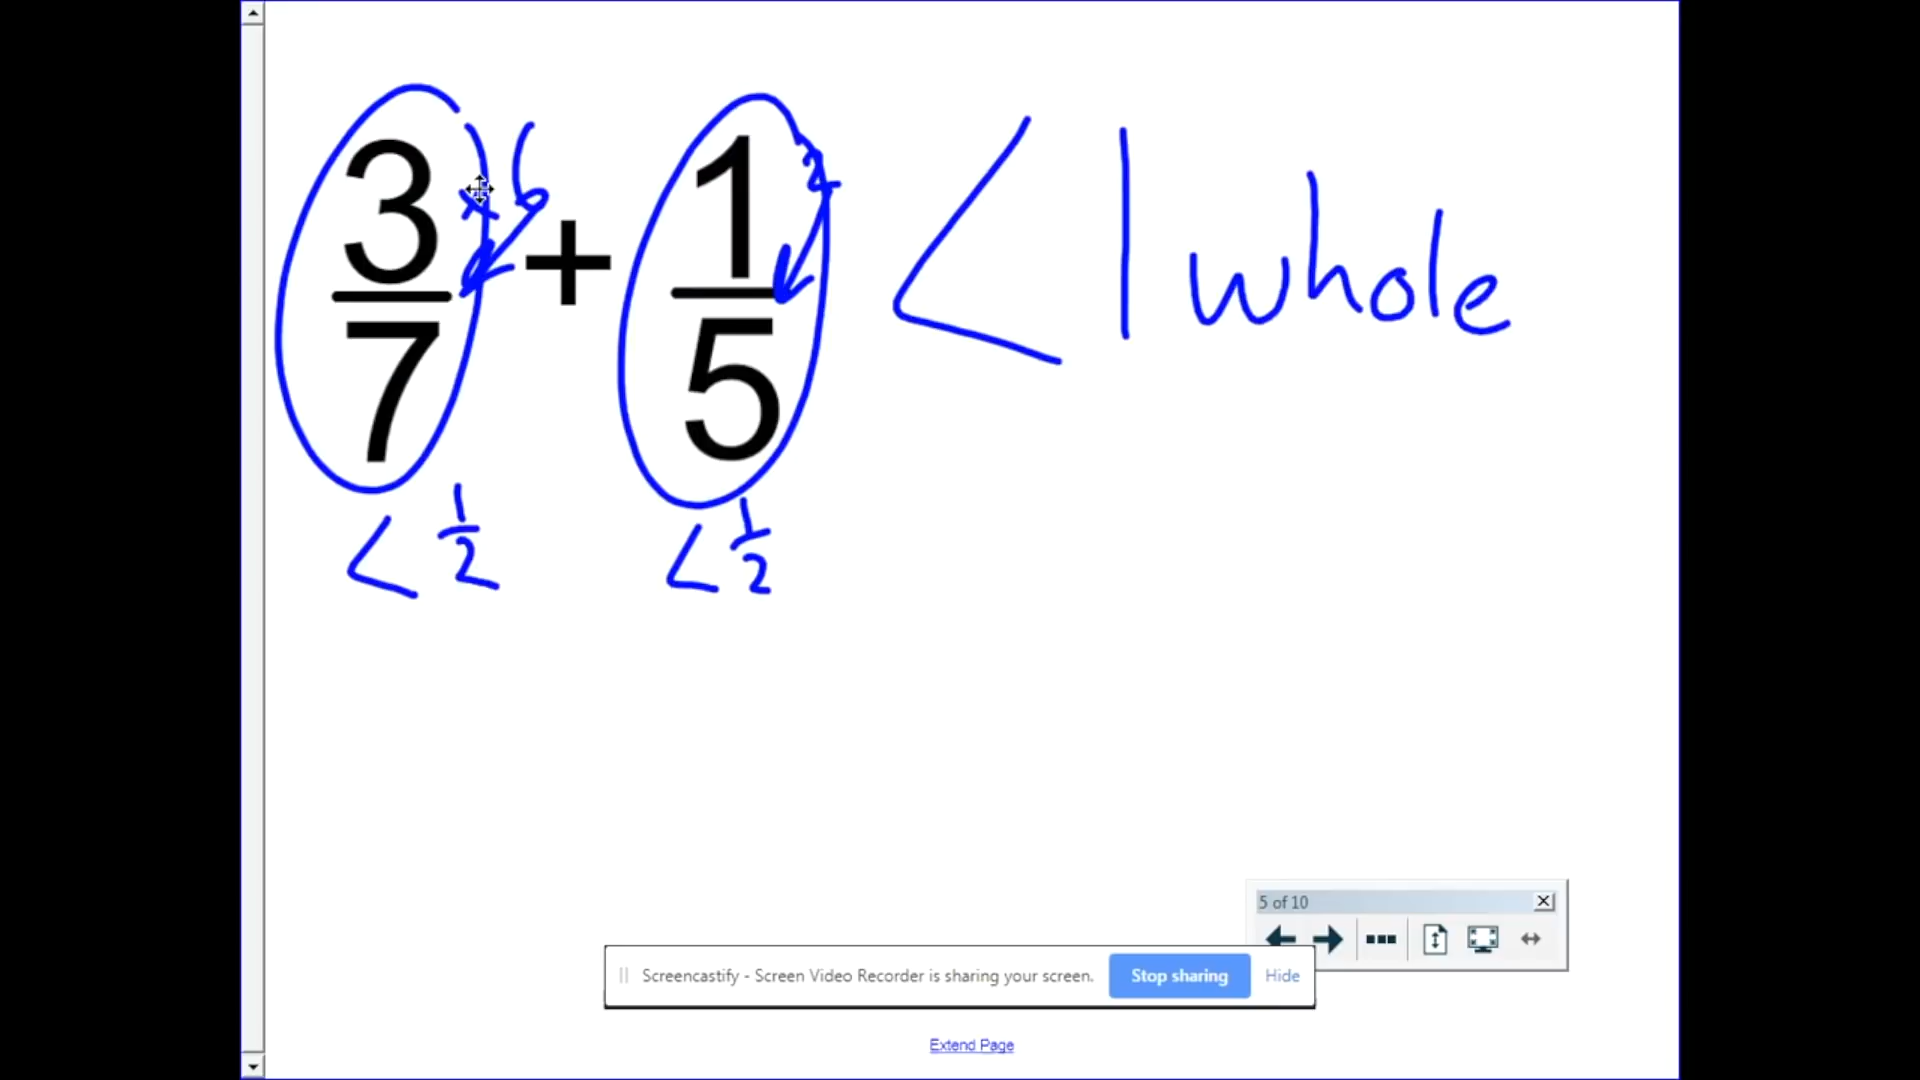 3/7 ×6 + 1/5 < 1 whole
< 1/2 < 1/2
5 of 10
Screencastify - Screen Video Recorder is sharing your screen. Stop sharing Hide
Extend Page